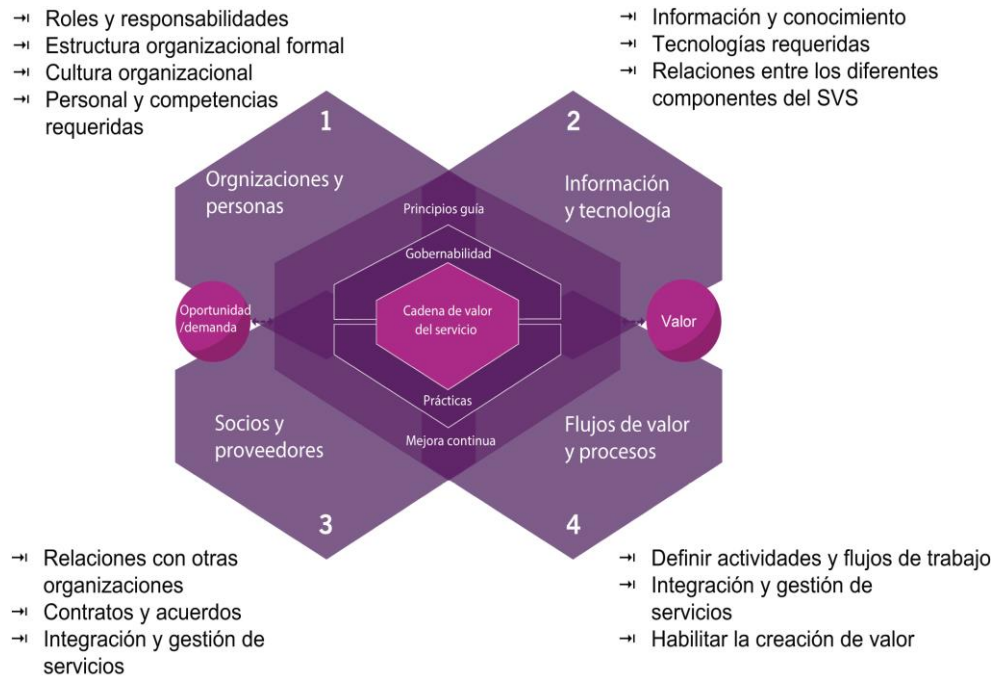 → Roles y responsabilidades
→ Estructura organizacional formal
→ Cultura organizacional
→ Personal y competencias
requeridas
→ Información y conocimiento
→ Tecnologías requeridas
→ Relaciones entre los diferentes
componentes del SVS
1
2
Orgnizaciones y
personas
Información
y tecnología
Principios guía
Gobernabilidad
Oportunidad
/demanda
Cadena de valor
del servicio
Valor
Prácticas
Mejora continua
Socios y
proveedores
Flujos de valor
y procesos
3
4
→ Relaciones con otras
organizaciones
→ Contratos y acuerdos
→ Integración y gestión de
servicios
→ Definir actividades y flujos de trabajo
→ Integración y gestión de
servicios
→ Habilitar la creación de valor